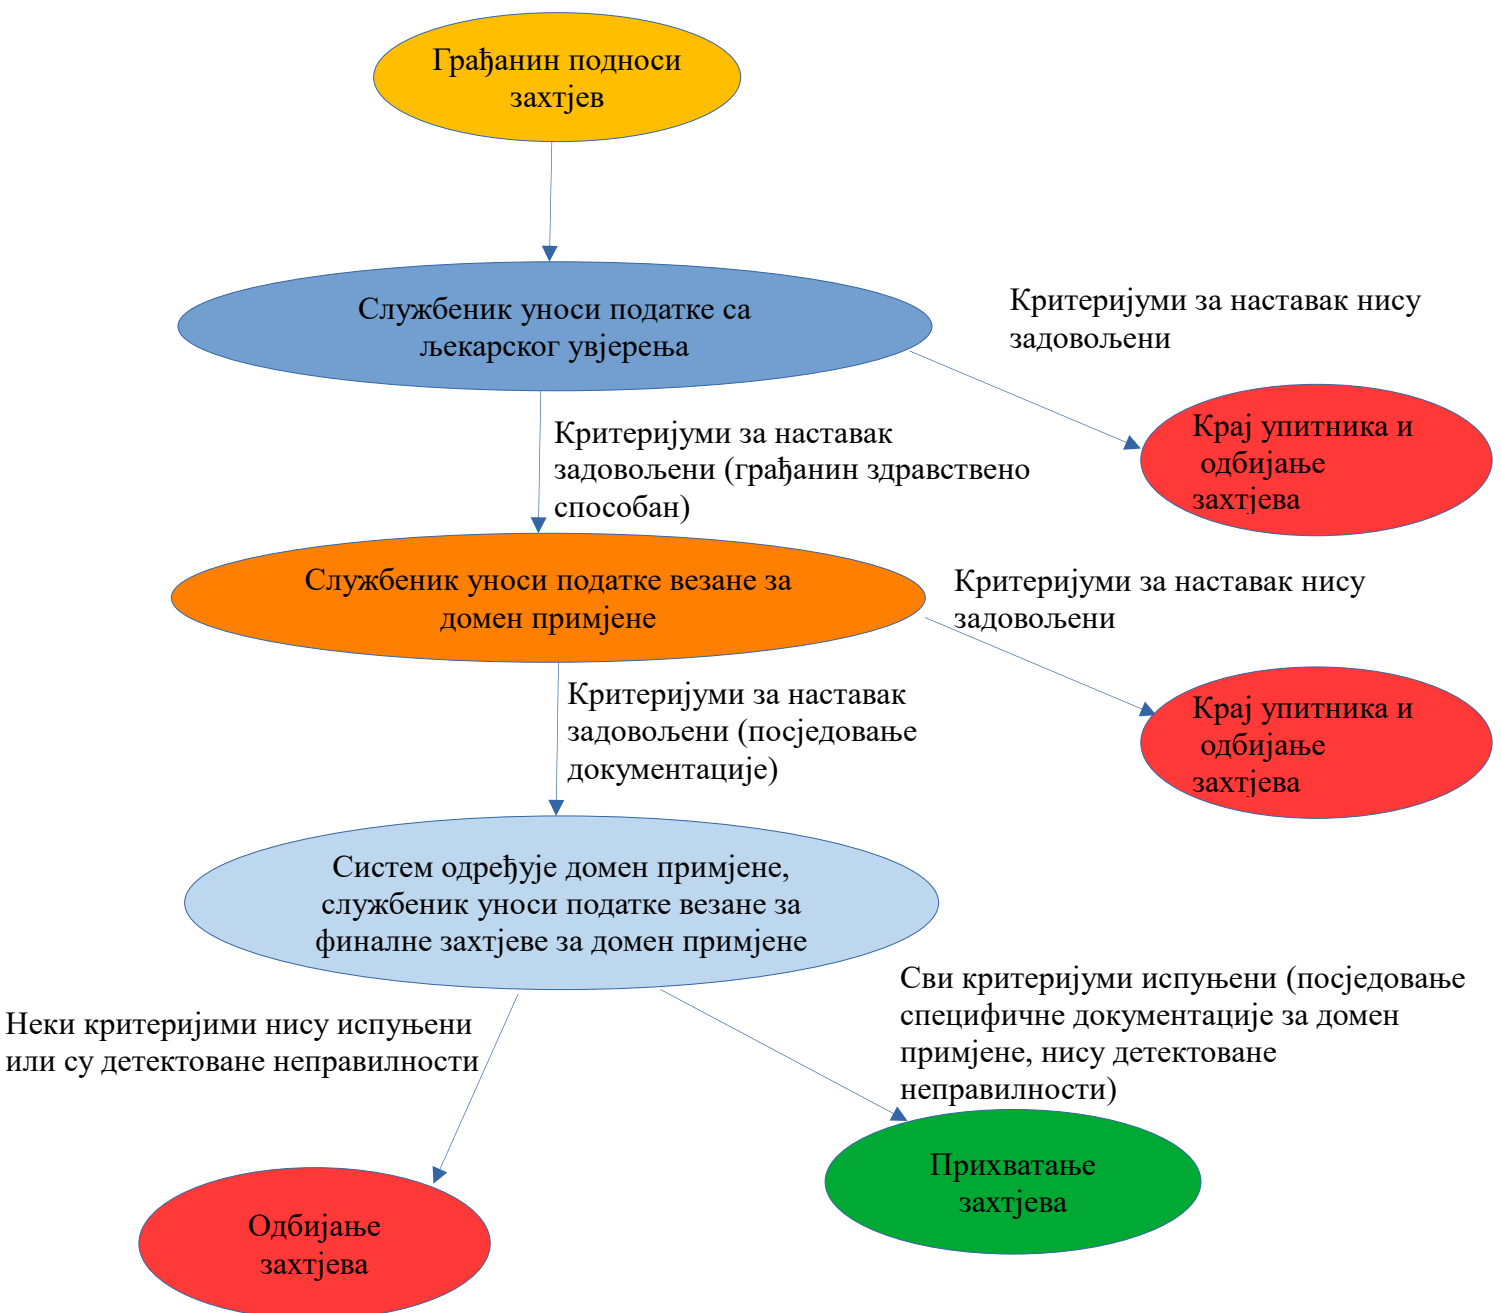 Грађанин подноси
захтјев
Службеник уноси податке са
љекарског увјерења
Критеријуми за наставак нису
задовољени
Крај упитника и
одбијање
захтјева
Критеријуми за наставак
задовољени (грађанин здравствено
способан)
Службеник уноси податке везане за
домен примјене
Критеријуми за наставак нису
задовољени
Крај упитника и
одбијање
захтјева
Критеријуми за наставак
задовољени (посједовање
документације)
Систем одређује домен примјене,
службеник уноси податке везане за
финалне захтјеве за домен примјене
Неки критеријими нису испуњени
или су детектоване неправилности
Сви критеријуми испуњени (посједовање
специфичне документације за домен
примјене, нису детектоване
неправилности)
Прихватање
захтјева
Одбијање
захтјева